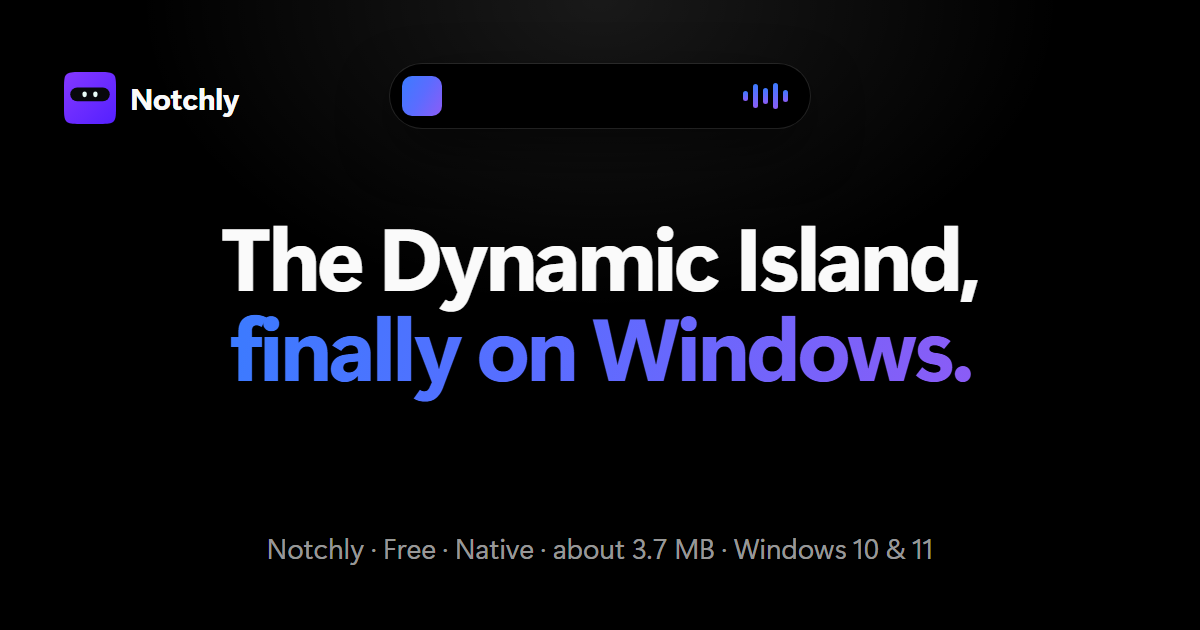 Notchly
The Dynamic Island,
finally on Windows.
Notchly · Free · Native · about 3.7 MB · Windows 10 & 11